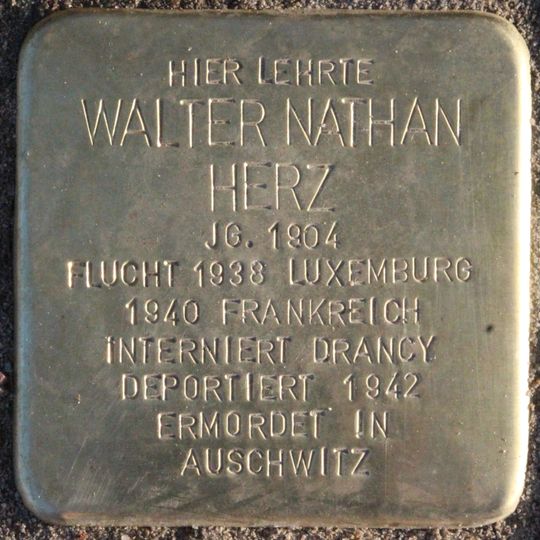 HIER LEHRTE
WALTER NATHAN
HERZ
JG. 1904
FLUCHT 1938 LUXEMBURG
1940 FRANKREICH
INTERNIERT DRANCY
DEPORTIERT 1942
ERMORDET IN
AUSCHWITZ